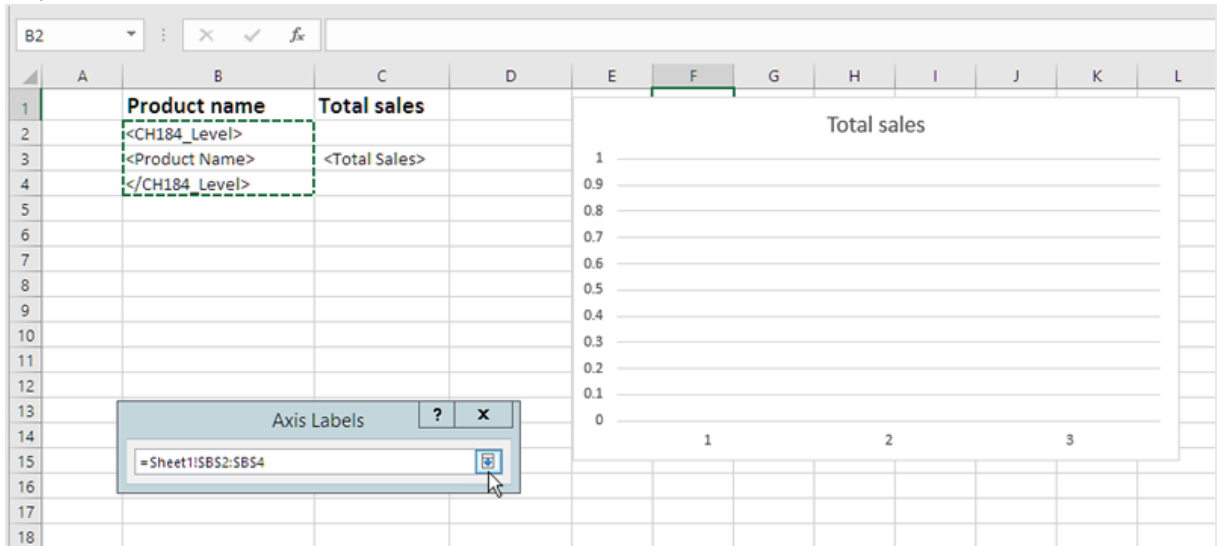 B2 fx
A B C D E F G H I J K L
1 Product name Total sales
2 <CH184_Level>
3 <Product Name> <Total Sales>
4 </CH184_Level>
5
6
7
8
9
10
11
12
13
14
15
16
17
18
Total sales
1
0.9
0.8
0.7
0.6
0.5
0.4
0.3
0.2
0.1
0
1 2 3
Axis Labels ? x
=Sheet1!$B$2:$B$4